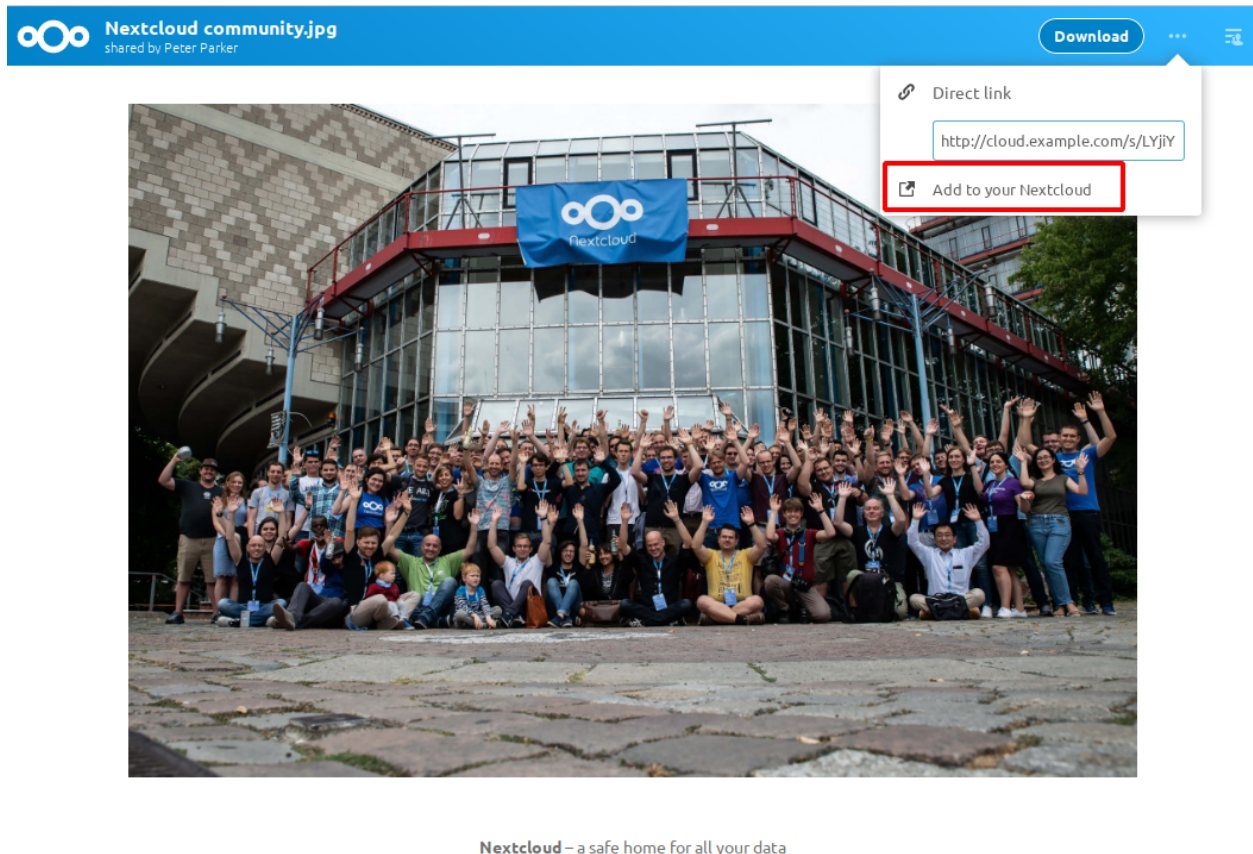 Nextcloud community.jpg
shared by Peter Parker
Download
Direct link
http://cloud.example.com/s/LYjiY
Add to your Nextcloud
Nextcloud
Nextcloud – a safe home for all your data